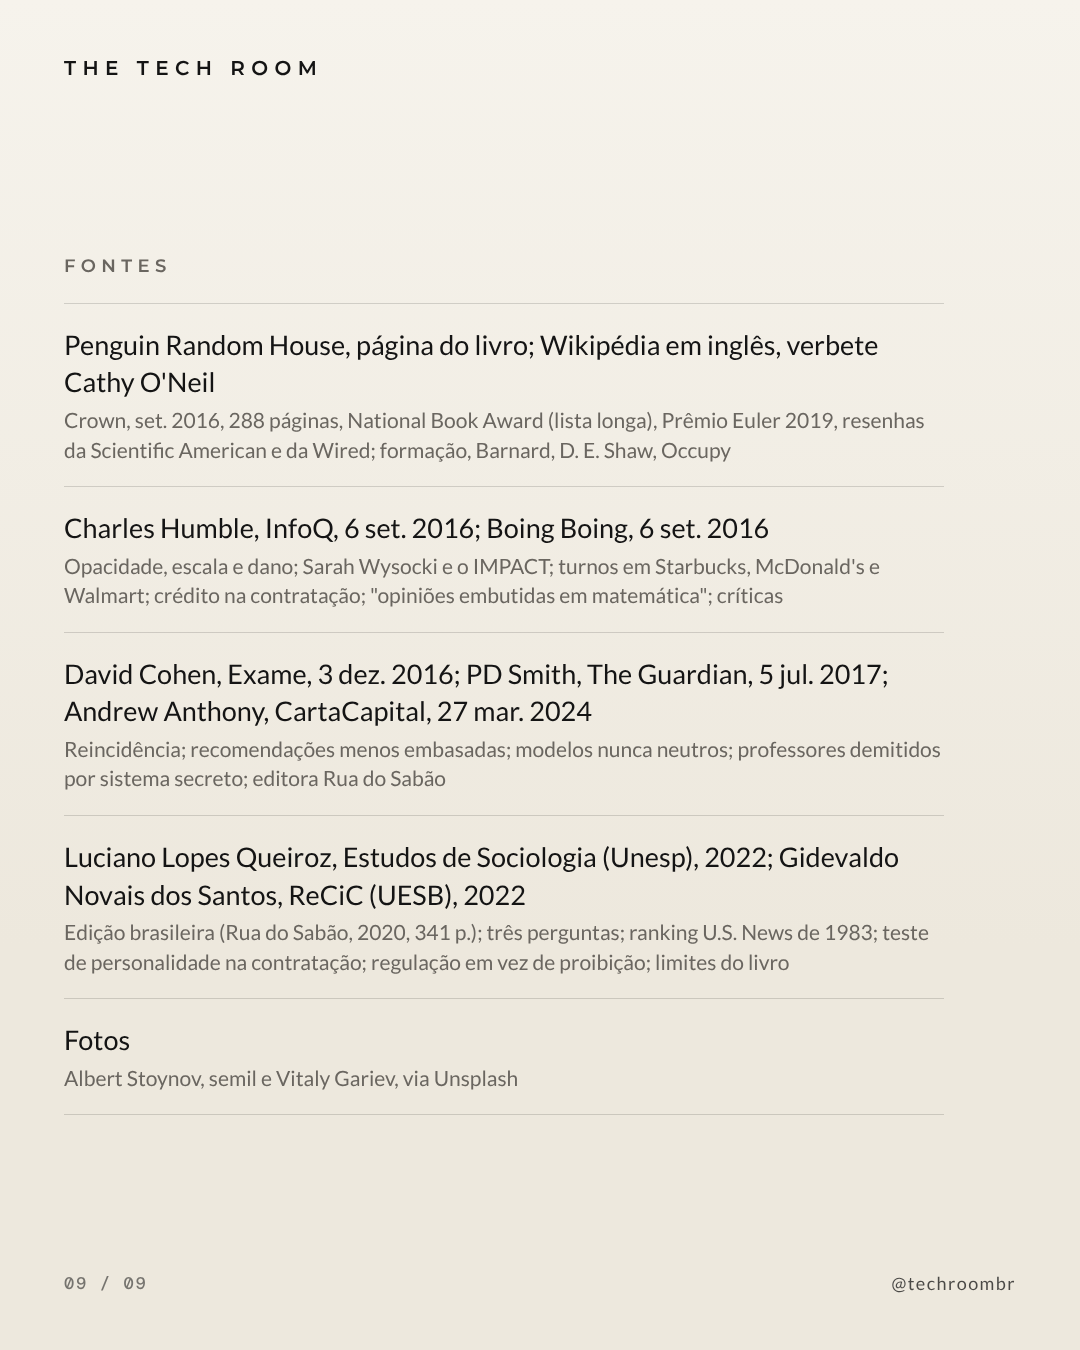 THE TECH ROOM
FONTES
Penguin Random House, página do livro; Wikipédia em inglês, verbete
Cathy O'Neil
Crown, set. 2016, 288 páginas, National Book Award (lista longa), Prêmio Euler 2019, resenhas
da Scientific American e da Wired; formação, Barnard, D. E. Shaw, Occupy
Charles Humble, InfoQ, 6 set. 2016; Boing Boing, 6 set. 2016
Opacidade, escala e dano; Sarah Wysocki e o IMPACT; turnos em Starbucks, McDonald's e
Walmart; crédito na contratação; "opiniões embutidas em matemática"; críticas
David Cohen, Exame, 3 dez. 2016; PD Smith, The Guardian, 5 jul. 2017;
Andrew Anthony, CartaCapital, 27 mar. 2024
Reincidência; recomendações menos embasadas; modelos nunca neutros; professores demitidos
por sistema secreto; editora Rua do Sabão
Luciano Lopes Queiroz, Estudos de Sociologia (Unesp), 2022; Gidevaldo
Novais dos Santos, ReCiC (UESB), 2022
Edição brasileira (Rua do Sabão, 2020, 341 p.); três perguntas; ranking U.S. News de 1983; teste
de personalidade na contratação; regulação em vez de proibição; limites do livro
Fotos
Albert Stoynov, semil e Vitaly Gariev, via Unsplash
09 / 09
@techroombr